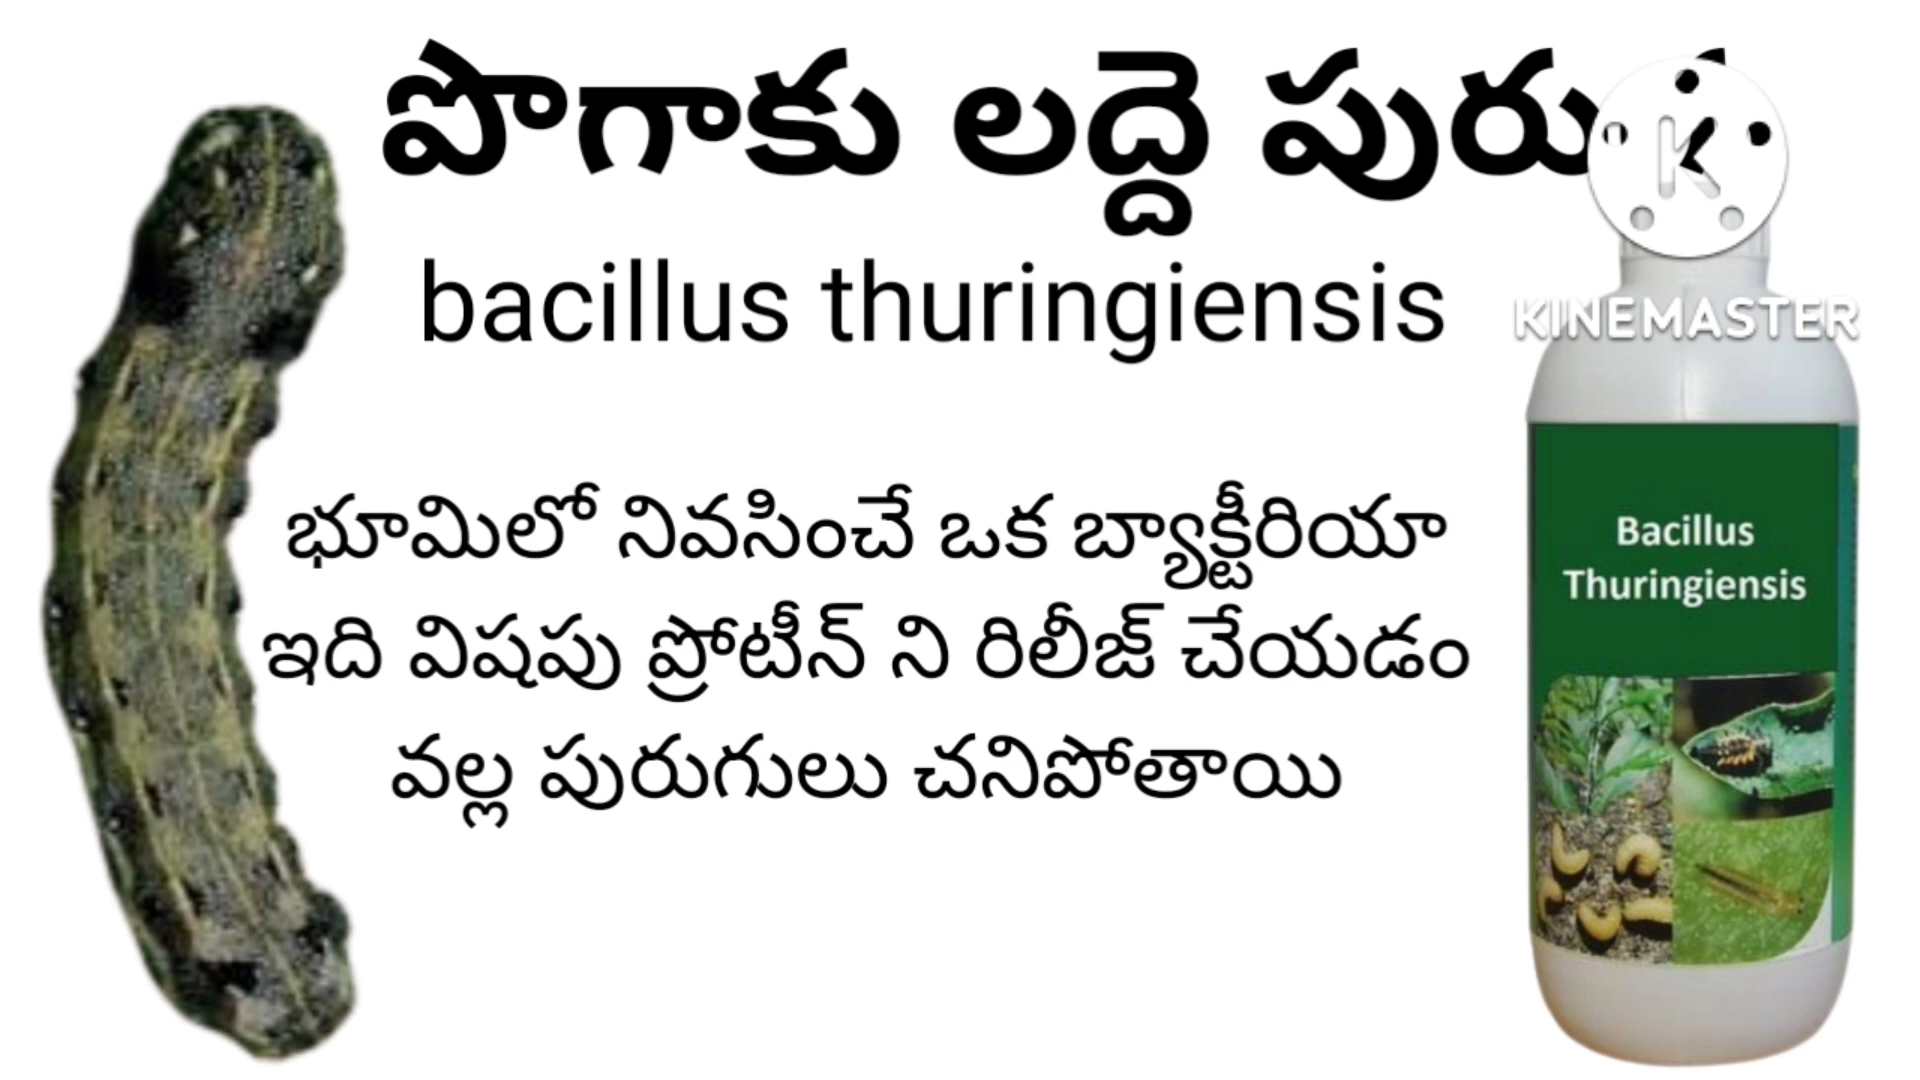 పొగాకు లద్దె
bacillus thuringiensis
KINEMASTER
భూమిలో నివసించే ఒక బ్యాక్టీరియా
ఇది విషపు ప్రోటీన్ ని రిలీజ్ చేయడం
వల్ల పురుగులు చనిపోతాయి
Bacillus
Thuringiensis